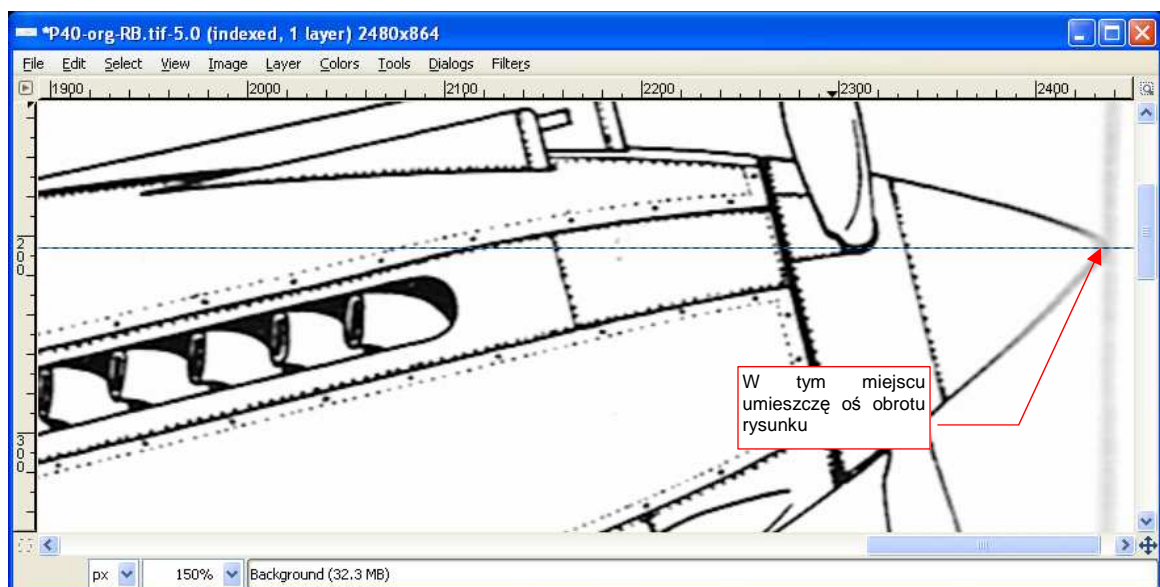 *P40-org-RB.tif-5.0 (indexed, 1 layer) 2480x864
File Edit Select View Image Layer Colors Tools Dialogs Filters
1900 2000 2100 2200 2300 2400
200
300
W tym miejscu
umieszczę oś obrotu
rysunku
px 150% Background (32.3 MB)